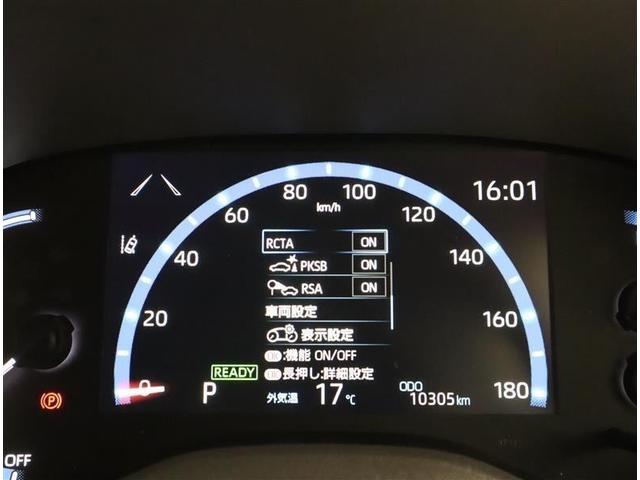 80 100
16:01
60 km/h 120
RCTA ON
40 PKSB ON 140
RSA ON
車両設定
20 表示設定 160
OK:機能 ON/OFF
READY OK長押し:詳細設定
0 P 外気温 17℃ ODO 10305km 180
(P)
OFF